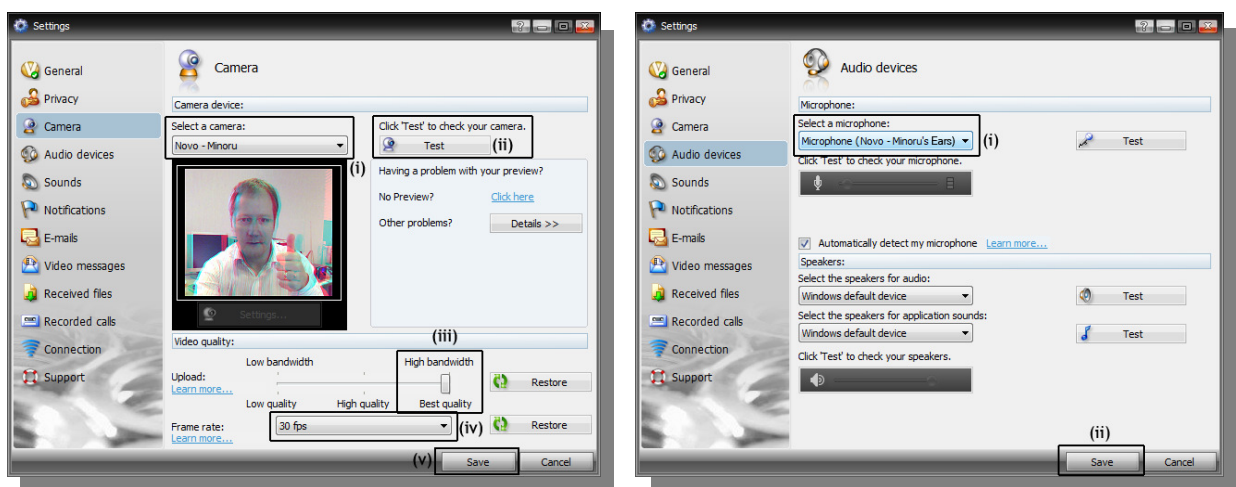 Settings
General
Privacy
Camera
Audio devices
Sounds
Notifications
E-mails
Video messages
Received files
Recorded calls
Connection
Support
Camera
Camera device:
Select a camera:
Novo - Minoru
(i)
Click 'Test' to check your camera.
Test
(ii)
Having a problem with your preview?
No Preview? Click here
Other problems? Details >>
Settings...
(iii)
Video quality:
Low bandwidth High bandwidth
Upload:
Learn more...
Restore
Low quality High quality Best quality
Frame rate:
Learn more...
30 fps
(iv)
Restore
(v)
Save Cancel
Settings
General
Privacy
Camera
Audio devices
Sounds
Notifications
E-mails
Video messages
Received files
Recorded calls
Connection
Support
Audio devices
Microphone:
Select a microphone:
Microphone (Novo - Minoru's Ears)
(i)
Test
Click 'Test' to check your microphone.
Automatically detect my microphone Learn more...
Speakers:
Select the speakers for audio:
Windows default device Test
Select the speakers for application sounds:
Windows default device Test
Click 'Test' to check your speakers.
(ii)
Save Cancel